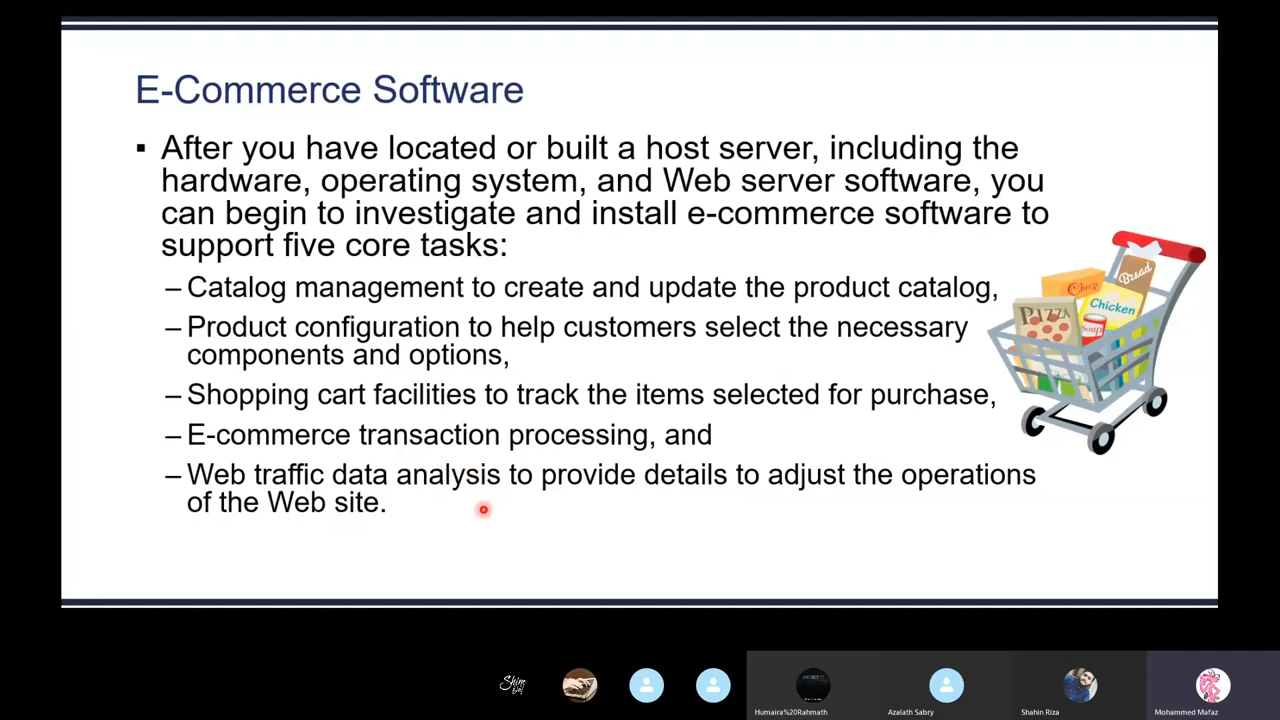 E-Commerce Software
▪ After you have located or built a host server, including the
hardware, operating system, and Web server software, you
can begin to investigate and install e-commerce software to
support five core tasks:
– Catalog management to create and update the product catalog,
– Product configuration to help customers select the necessary
components and options,
– Shopping cart facilities to track the items selected for purchase,
– E-commerce transaction processing, and
– Web traffic data analysis to provide details to adjust the operations
of the Web site.
Bread
Chicken
PIZZA
Soup
Humaira%20Rahmath
Azalath Sabry
Shahin Riza
Mohammed Mafaz